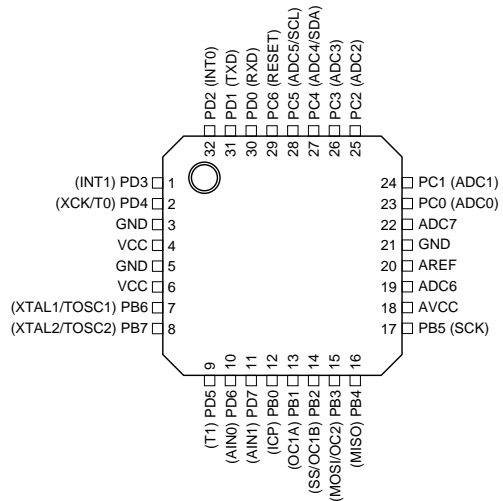 PD2 (INT0)
PD1 (TXD)
PD0 (RXD)
PC6 (RESET)
PC5 (ADC5/SCL)
PC4 (ADC4/SDA)
PC3 (ADC3)
PC2 (ADC2)
32
31
30
29
28
27
26
25
(INT1) PD3 1
(XCK/T0) PD4 2
GND 3
VCC 4
GND 5
VCC 6
(XTAL1/TOSC1) PB6 7
(XTAL2/TOSC2) PB7 8
24 PC1 (ADC1)
23 PC0 (ADC0)
22 ADC7
21 GND
20 AREF
19 ADC6
18 AVCC
17 PB5 (SCK)
9
10
11
12
13
14
15
16
(T1) PD5
(AIN0) PD6
(AIN1) PD7
(ICP) PB0
(OC1A) PB1
(SS/OC1B) PB2
(MOSI/OC2) PB3
(MISO) PB4